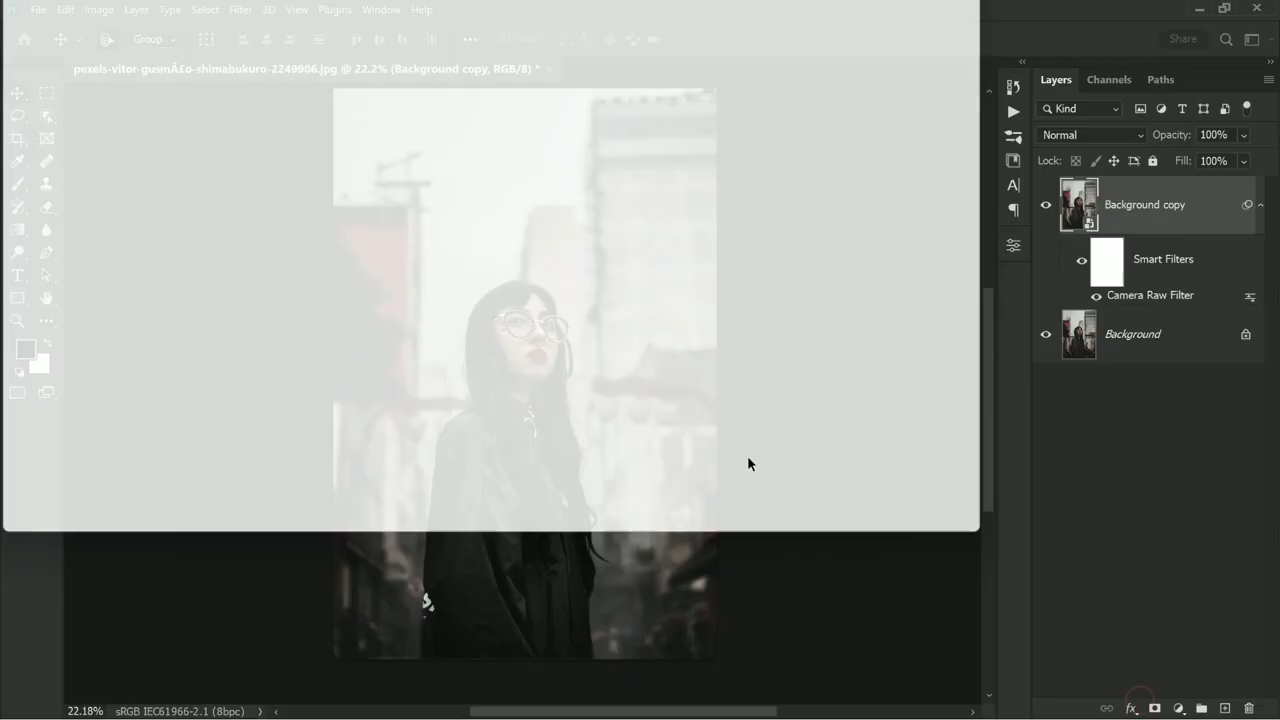 File Edit Image Layer Type Select Filter 3D View Plugins Window Help
Group
Share
pexels-vitor-gusmÃ£o-shimabukuro-2249906.jpg @ 22.2% (Background copy, RGB/8) *
Layers Channels Paths
Kind
Normal Opacity: 100%
Lock: Fill: 100%
Background copy
Smart Filters
Camera Raw Filter
Background
22.18% sRGB IEC61966-2.1 (8bpc)
fx